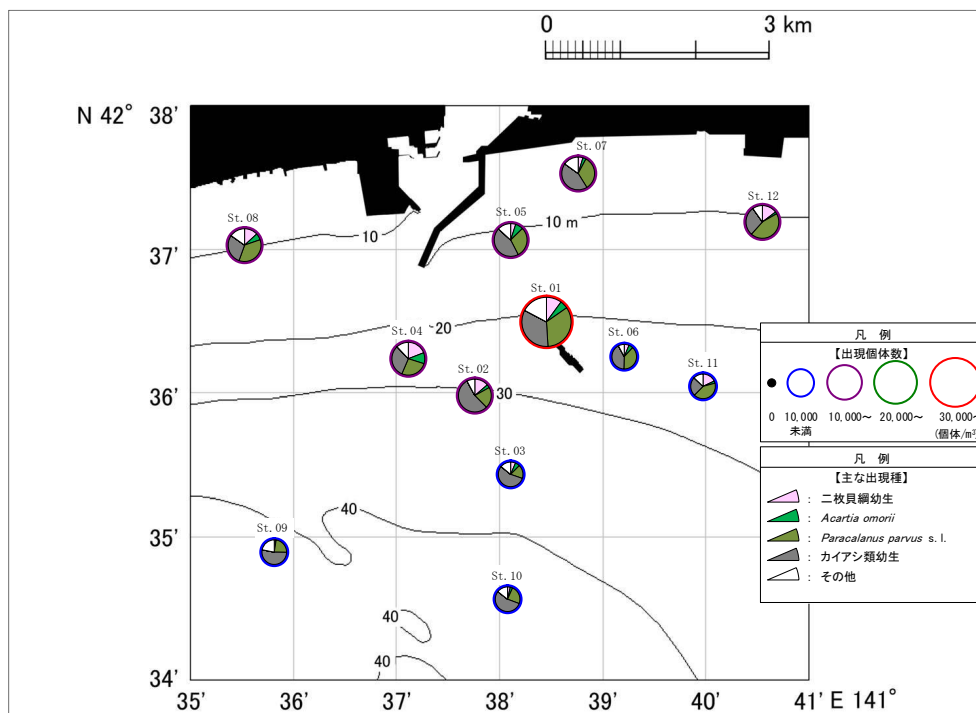 0 3 km
N 42° 38'
St.07
St.12
St.05
St.08
10 m
10
37'
St.01
20
St.04
St.06
St.11
St.02
36'
30
St.03
40
St.09
35'
St.10
40
40
34'
35' 36' 37' 38' 39' 40' 41' E 141°
凡 例
【出現個体数】
0 10,000 10,000～ 20,000～ 30,000～
未満 (個体/m³)
凡 例
【主な出現種】
: 二枚貝綱幼生
: Acartia omorii
: Paracalanus parvus s. l.
: カイアシ類幼生
: その他